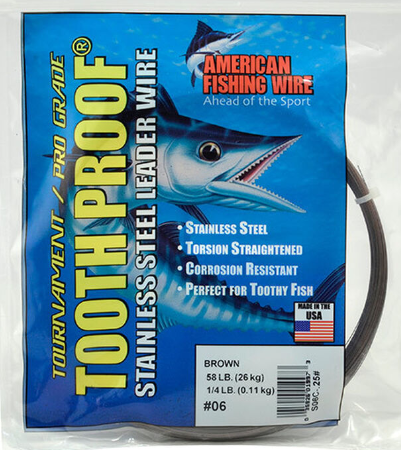 TOURNAMENT / PRO GRADE
TOOTH PROOF®
STAINLESS STEEL LEADER WIRE
AMERICAN
FISHING WIRE
Ahead of the Sport
• STAINLESS STEEL
• TORSION STRAIGHTENED
• CORROSION RESISTANT
• PERFECT FOR TOOTHY FISH
MADE IN THE
USA
BROWN
58 LB. (26 kg)
1/4 LB. (0.11 kg)
#06
S06C-.25#